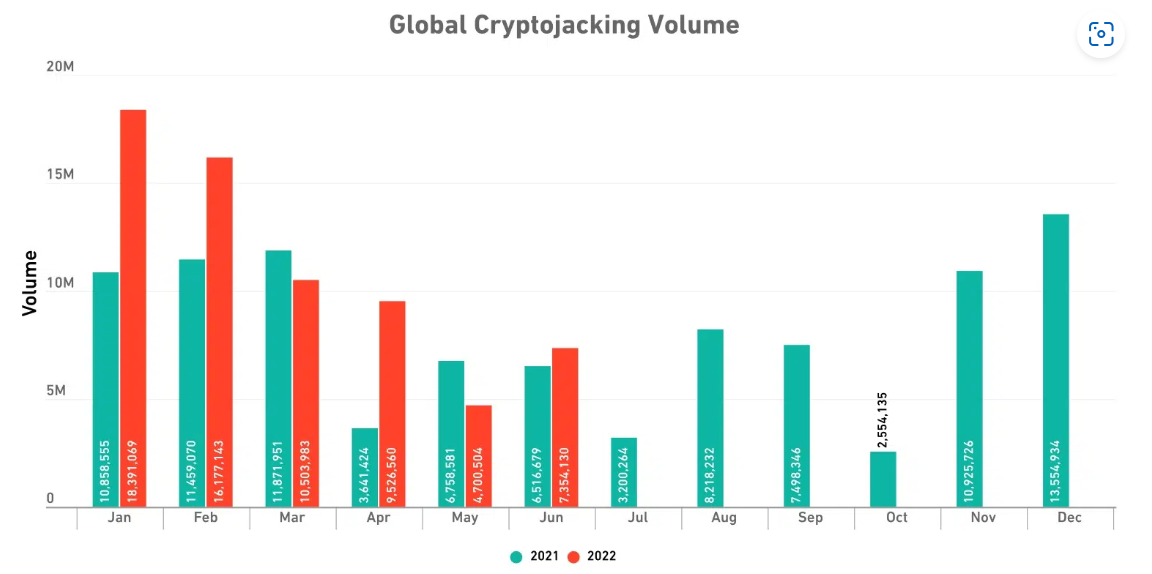 Global Cryptojacking Volume
20M
15M
10M
5M
0
Volume
10,858,555
18,391,069
11,459,070
16,177,143
11,871,951
10,503,983
3,641,424
9,526,560
6,758,581
4,700,504
6,516,679
7,354,130
3,200,264
8,218,232
7,498,346
2,554,135
10,925,726
13,554,934
Jan Feb Mar Apr May Jun Jul Aug Sep Oct Nov Dec
2021 2022